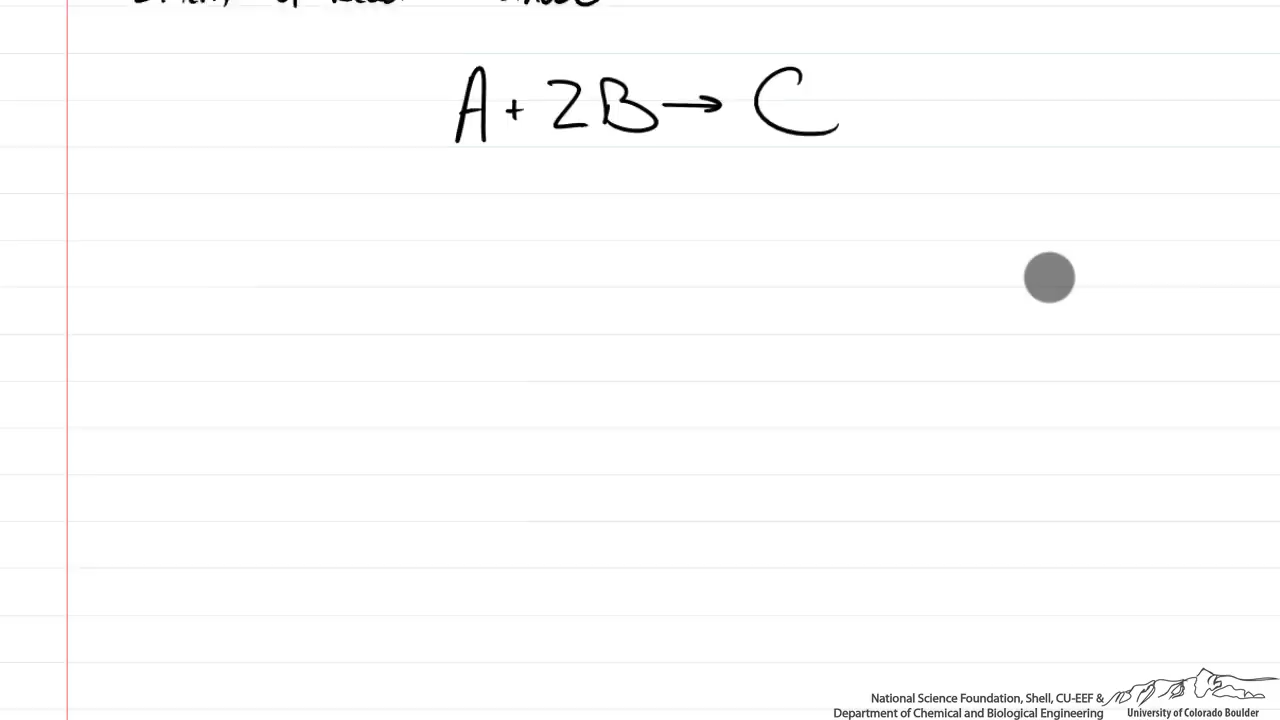 A + 2B → C
National Science Foundation, Shell, CU-EEF &
Department of Chemical and Biological Engineering
University of Colorado Boulder